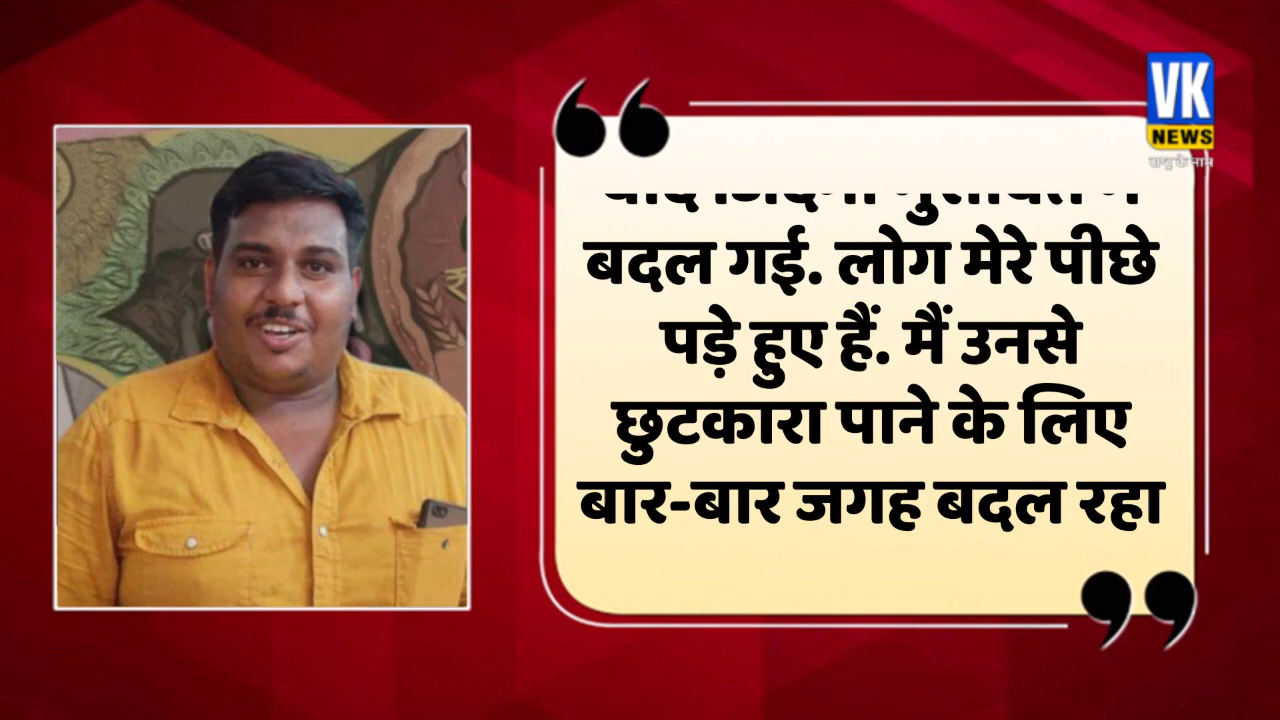 VK
NEWS
राष्ट्र के नाम
बदल गई. लोग मेरे पीछे
पड़े हुए हैं. मैं उनसे
छुटकारा पाने के लिए
बार-बार जगह बदल रहा